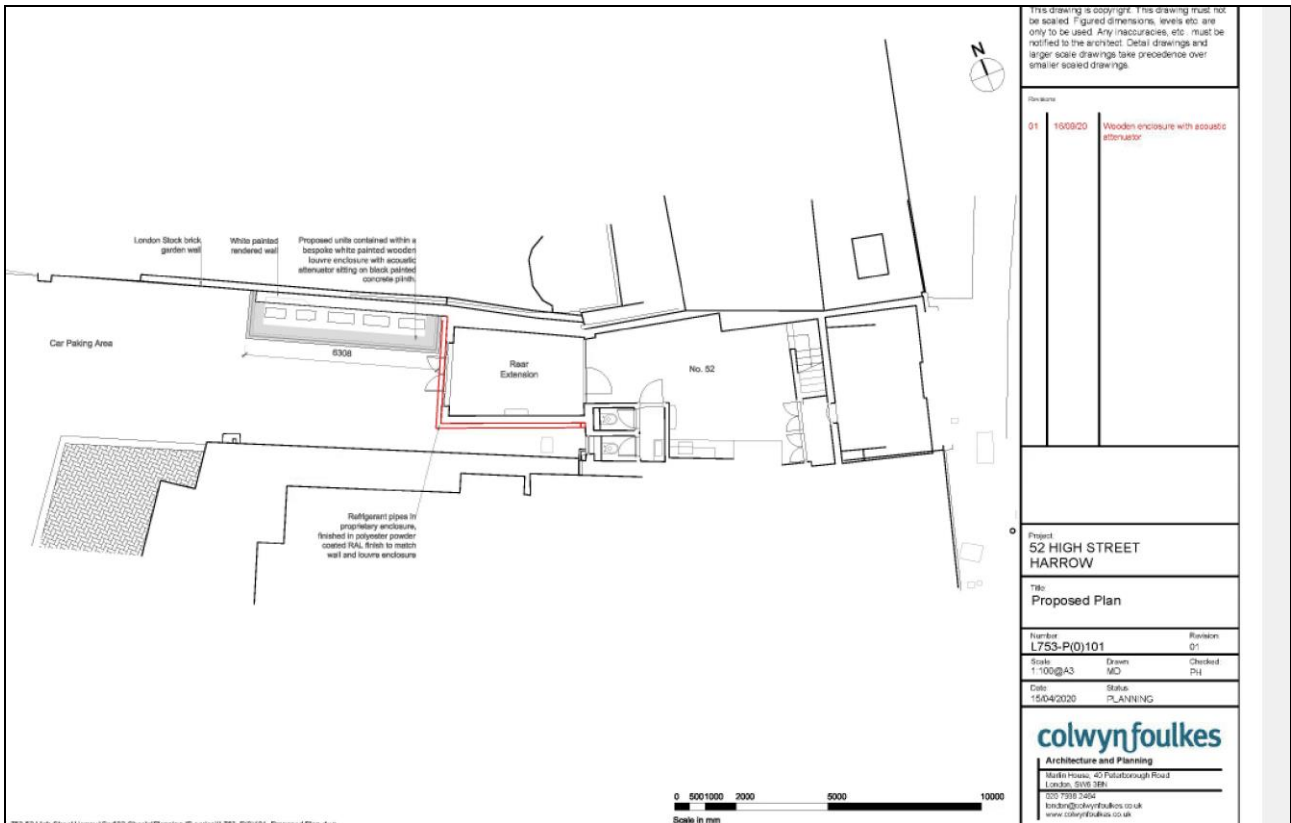 This drawing is copyright. This drawing must not
be scaled. Figured dimensions, levels etc. are
only to be used. Any inaccuracies, etc. must be
notified to the architect. Detail drawings and
larger scale drawings take precedence over
smaller scaled drawings.
Revisions
01 16/09/20 Wooden enclosure with acoustic
attenuator
N
London Stock brick
garden wall
White painted
rendered wall
Proposed units contained within a
bespoke white painted wooden
louvre enclosure with acoustic
attenuator sitting on black painted
concrete plinth.
Car Paking Area
6308
Rear
Extension
No. 52
Refrigerant pipes in
proprietary enclosure,
finished in polyester powder
coated RAL finish to match
wall and louvre enclosure
0 500 1000 2000 5000 10000
Scale in mm
Project
52 HIGH STREET
HARROW
Title
Proposed Plan
Number Revision
L753-P(0)101 01
Scale Drawn Checked
1:100@A3 MO PH
Date Status
15/04/2020 PLANNING
colwynfoulkes
Architecture and Planning
Marlin House, 40 Peterborough Road
London, SW6 3BN
london@colwynfoulkes.co.uk
www.colwynfoulkes.co.uk